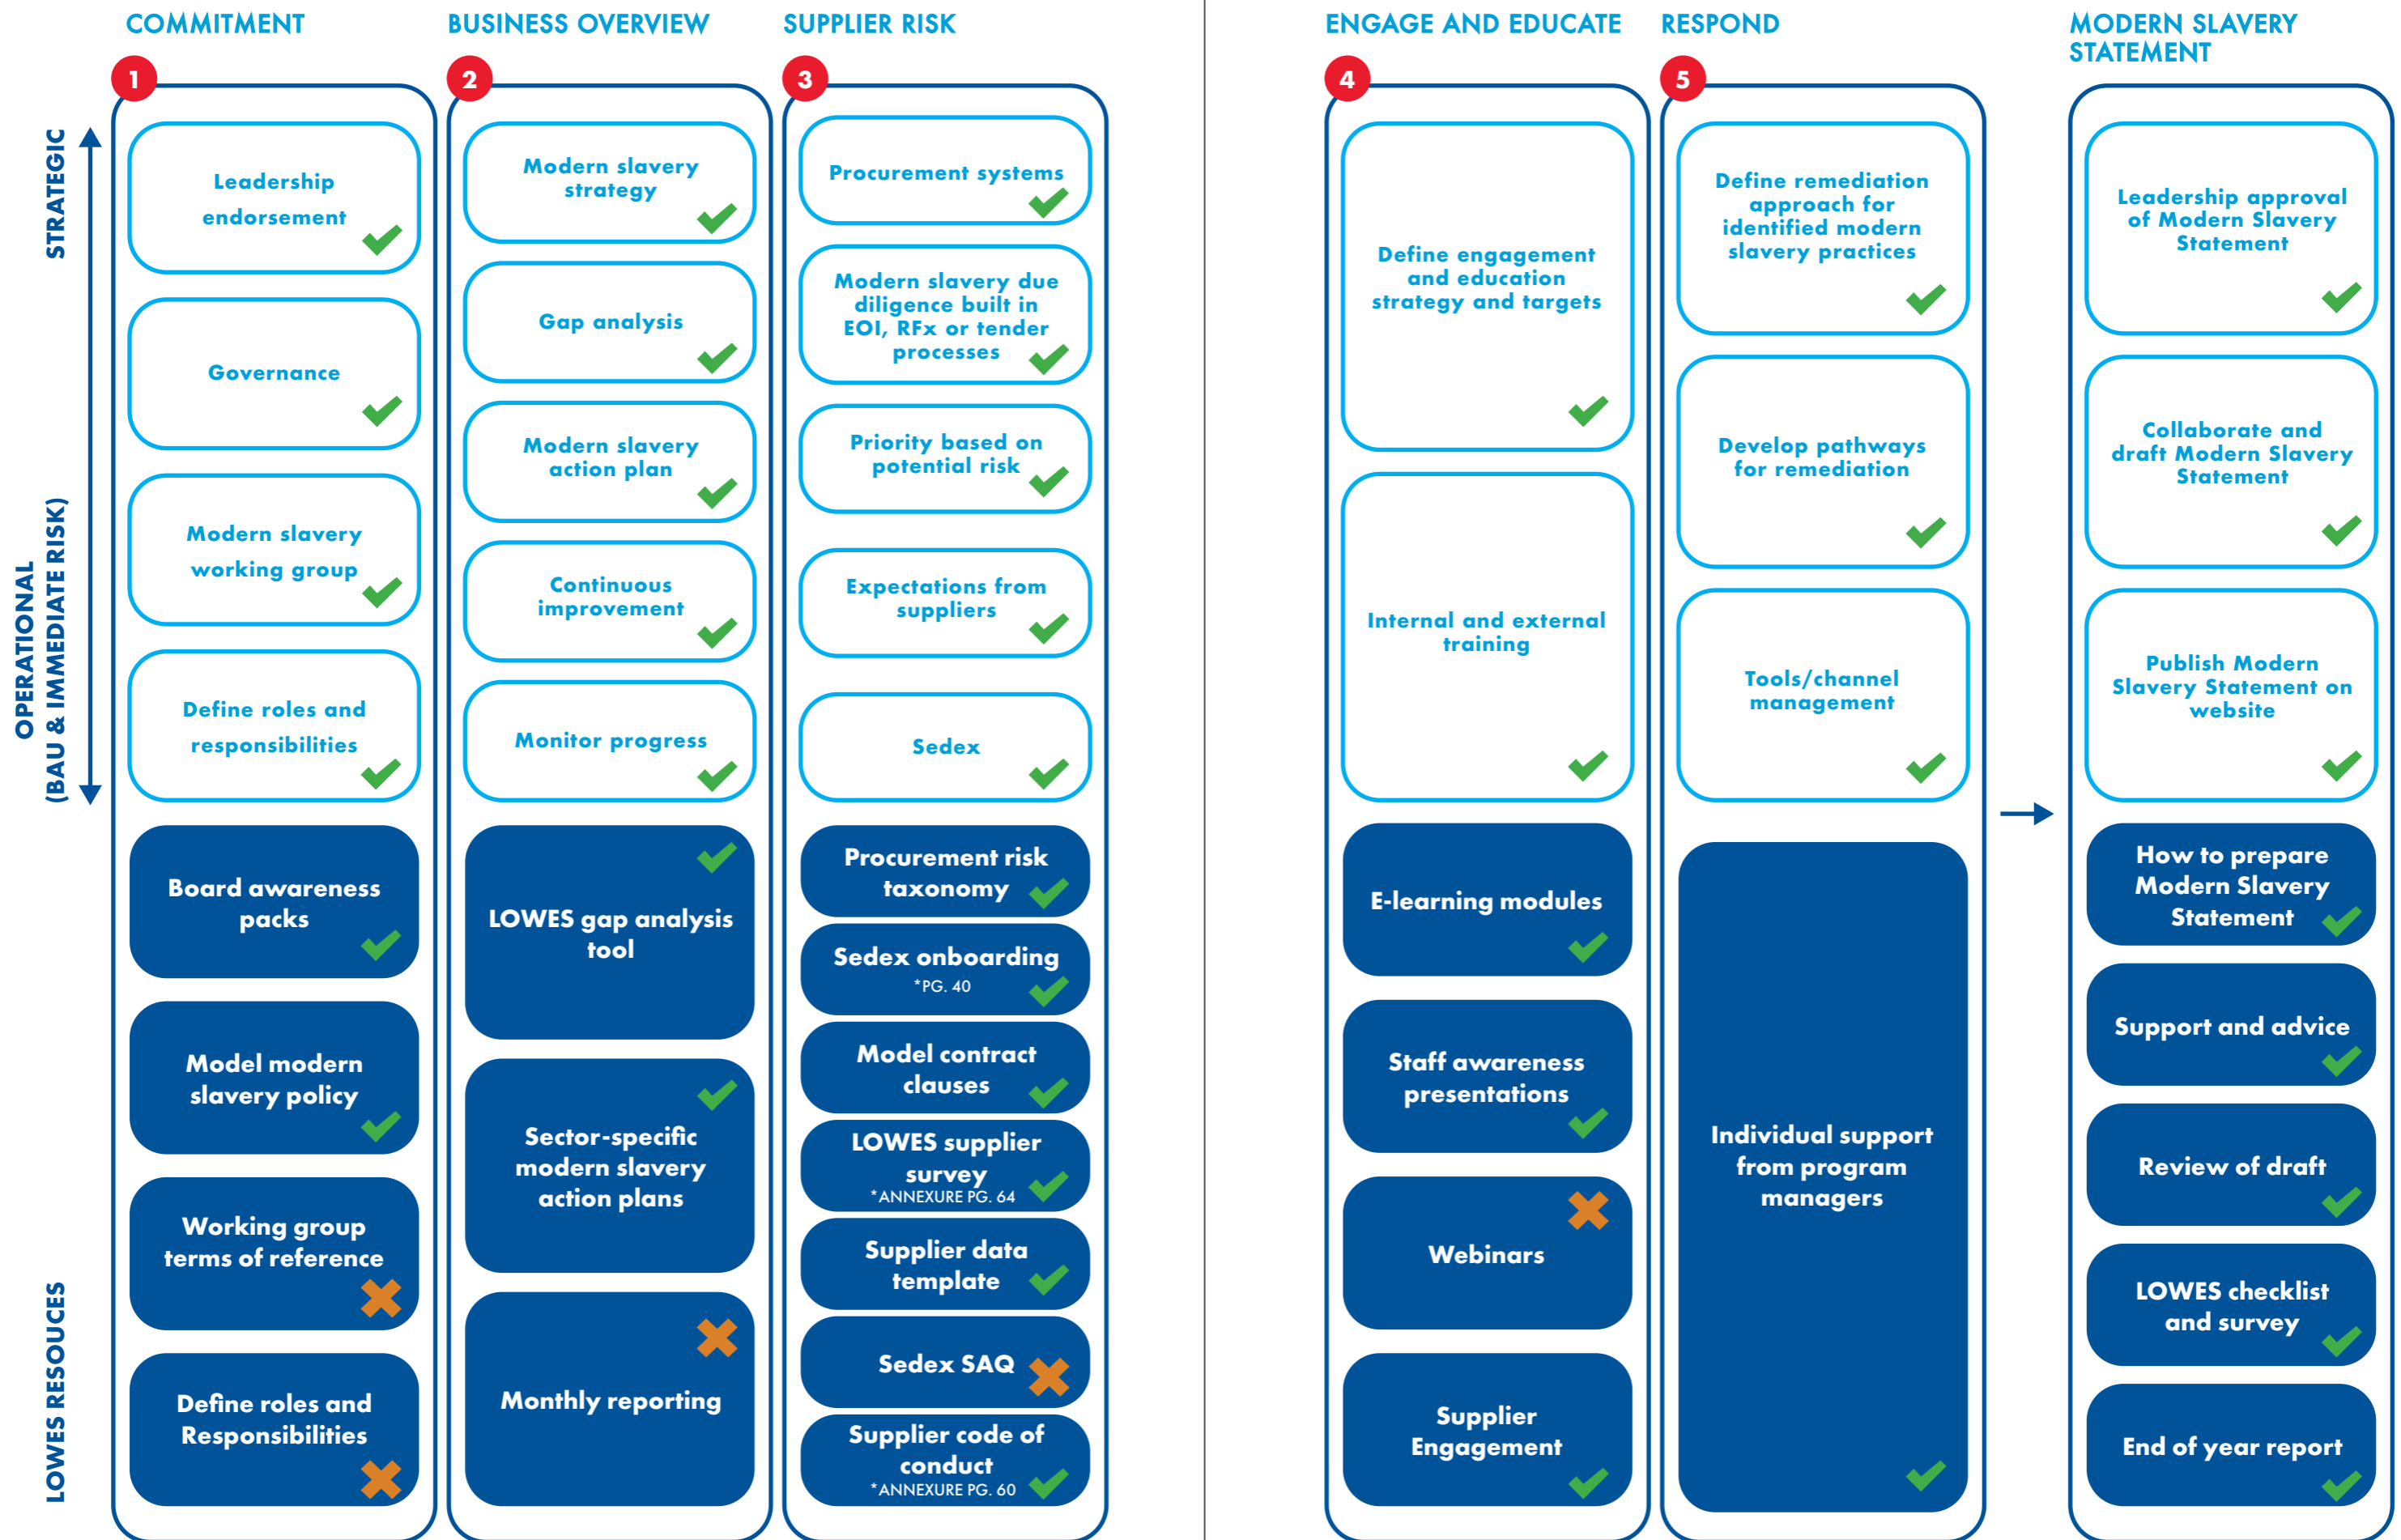 COMMITMENT
BUSINESS OVERVIEW
SUPPLIER RISK
ENGAGE AND EDUCATE
RESPOND
MODERN SLAVERY
STATEMENT
STRATEGIC
OPERATIONAL
(BAU & IMMEDIATE RISK)
LOWES RESOUCES
1
Leadership
endorsement
Governance
Modern slavery
working group
Define roles and
responsibilities
Board awareness
packs
Model modern
slavery policy
Working group
terms of reference
Define roles and
Responsibilities
2
Modern slavery
strategy
Gap analysis
Modern slavery
action plan
Continuous
improvement
Monitor progress
LOWES gap analysis
tool
Sector-specific
modern slavery
action plans
Monthly reporting
3
Procurement systems
Modern slavery due
diligence built in
EOI, RFx or tender
processes
Priority based on
potential risk
Expectations from
suppliers
Sedex
Procurement risk
taxonomy
Sedex onboarding
*PG. 40
Model contract
clauses
LOWES supplier
survey
*ANNEXURE PG. 64
Supplier data
template
Sedex SAQ
Supplier code of
conduct
*ANNEXURE PG. 60
4
Define engagement
and education
strategy and targets
Internal and external
training
E-learning modules
Staff awareness
presentations
Webinars
Supplier
Engagement
5
Define remediation
approach for
identified modern
slavery practices
Develop pathways
for remediation
Tools/channel
management
Individual support
from program
managers
Leadership approval
of Modern Slavery
Statement
Collaborate and
draft Modern Slavery
Statement
Publish Modern
Slavery Statement on
website
How to prepare
Modern Slavery
Statement
Support and advice
Review of draft
LOWES checklist
and survey
End of year report